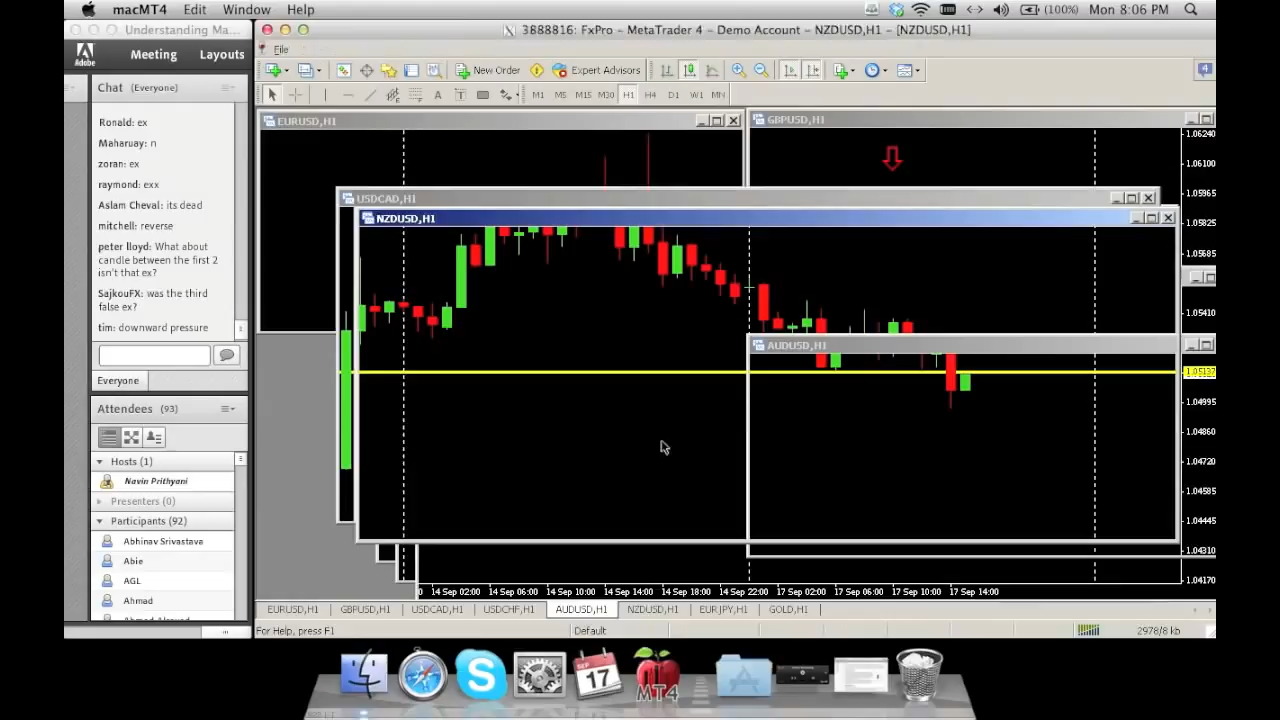 macMT4 Edit Window Help
(100%) Mon 8:06 PM
Understanding Ma...
3888816: FxPro - MetaTrader 4 - Demo Account - NZDUSD,H1 - [NZDUSD,H1]
Adobe
Meeting Layouts
File
New Order Expert Advisors
4
M1 M5 M15 M30 H1 H4 D1 W1 MN
Chat (Everyone)
Ronald: ex
Maharuay: n
zoran: ex
raymond: exx
Aslam Cheval: its dead
mitchell: reverse
peter lloyd: What about
candle between the first 2
isn't that ex?
SajkouFX: was the third
false ex?
tim: downward pressure
Everyone
Attendees (93)
Hosts (1)
Navin Prithyani
Presenters (0)
Participants (92)
Abhinav Srivastava
Abie
AGL
Ahmad
EURUSD,H1
GBPUSD,H1
USDCAD,H1
NZDUSD,H1
AUDUSD,H1
1.06240
1.06100
1.05965
1.05825
1.05685
1.05410
1.05137
1.04995
1.04860
1.04720
1.04585
1.04445
1.04310
1.04170
0 14 Sep 02:00 14 Sep 06:00 14 Sep 10:00 14 Sep 14:00 14 Sep 18:00 14 Sep 22:00 17 Sep 02:00 17 Sep 06:00 17 Sep 10:00 17 Sep 14:00
EURUSD,H1 GBPUSD,H1 USDCAD,H1 USDCHF,H1 AUDUSD,H1 NZDUSD,H1 EURJPY,H1 GOLD,H1
For Help, press F1 Default 2978/8 kb
SEP
17
MT4